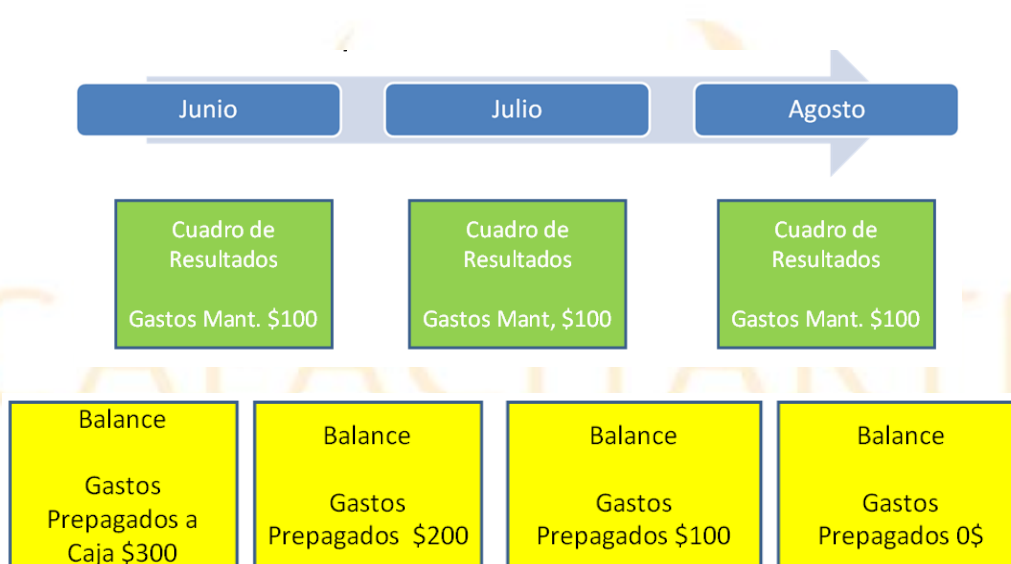 Junio
Julio
Agosto
Cuadro de
Resultados
Gastos Mant. $100
Cuadro de
Resultados
Gastos Mant, $100
Cuadro de
Resultados
Gastos Mant. $100
Balance
Gastos
Prepagados a
Caja $300
Balance
Gastos
Prepagados $200
Balance
Gastos
Prepagados $100
Balance
Gastos
Prepagados 0$